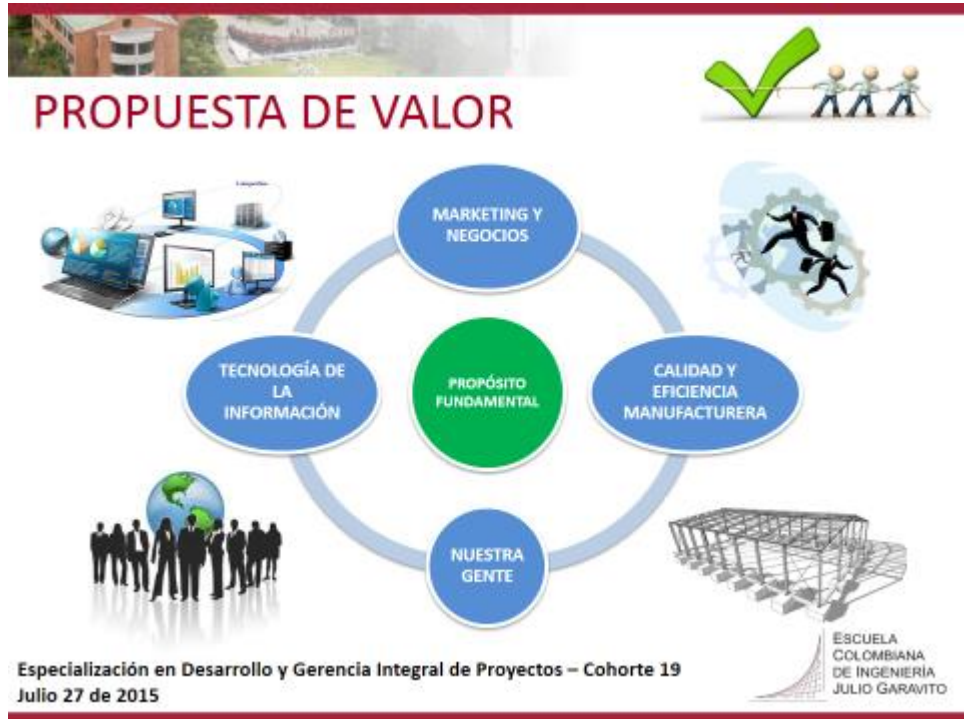 PROPUESTA DE VALOR
MARKETING Y
NEGOCIOS
TECNOLOGÍA DE
LA
INFORMACIÓN
PROPÓSITO
FUNDAMENTAL
CALIDAD Y
EFICIENCIA
MANUFACTURERA
NUESTRA
GENTE
Especialización en Desarrollo y Gerencia Integral de Proyectos – Cohorte 19
Julio 27 de 2015
ESCUELA
COLOMBIANA
DE INGENIERÍA
JULIO GARAVITO